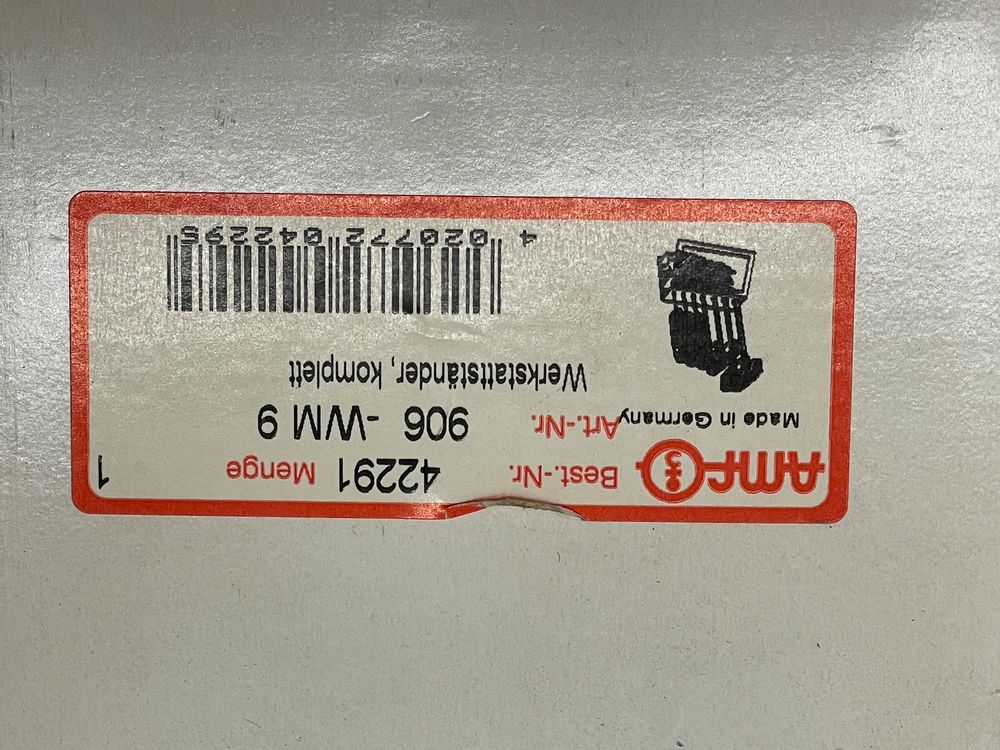 AMF Best.-Nr. 42291 Menge 1
Made in Germany Art.-Nr. 906 -WM 9
Werkstattständer, komplett
4 020772 042295